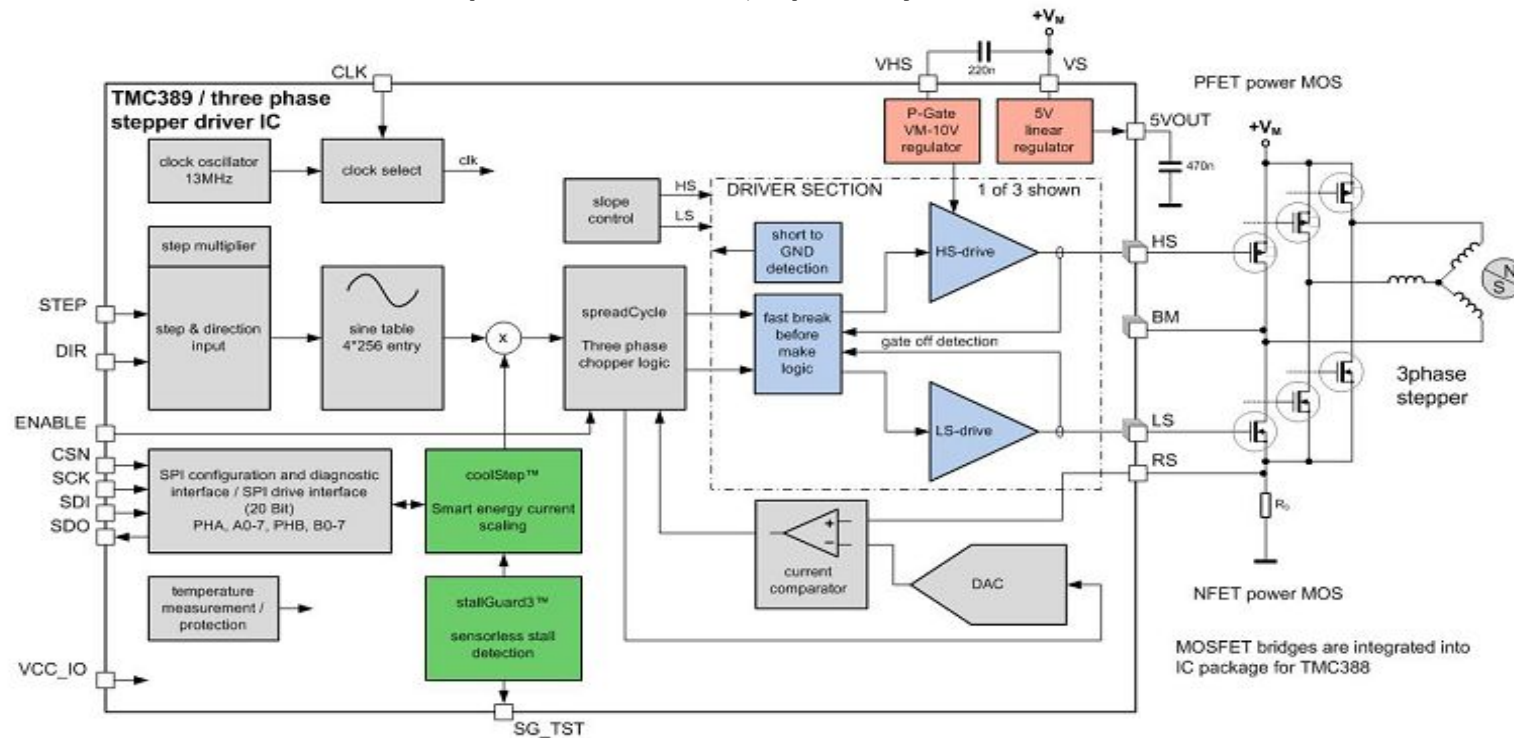 +VM
VHS
220n
VS
CLK
PFET power MOS
TMC389 / three phase
stepper driver IC
P-Gate
VM-10V
regulator
5V
linear
regulator
5VOUT
+VM
470n
clock oscillator
13MHz
clock select
clk
slope
control
HS
LS
DRIVER SECTION
1 of 3 shown
short to
GND
detection
HS-drive
HS
step multiplier
STEP
DIR
step & direction
input
sine table
4*256 entry
x
spreadCycle
Three phase
chopper logic
fast break
before
make
logic
gate off detection
BM
N
S
3phase
stepper
ENABLE
LS-drive
LS
RS
CSN
SCK
SDI
SDO
SPI configuration and diagnostic
interface / SPI drive interface
(20 Bit)
PHA, A0-7, PHB, B0-7
coolStep™
Smart energy current
scaling
+
−
current
comparator
DAC
NFET power MOS
temperature
measurement /
protection
stallGuard3™
sensorless stall
detection
MOSFET bridges are integrated into
IC package for TMC388
VCC_IO
SG_TST